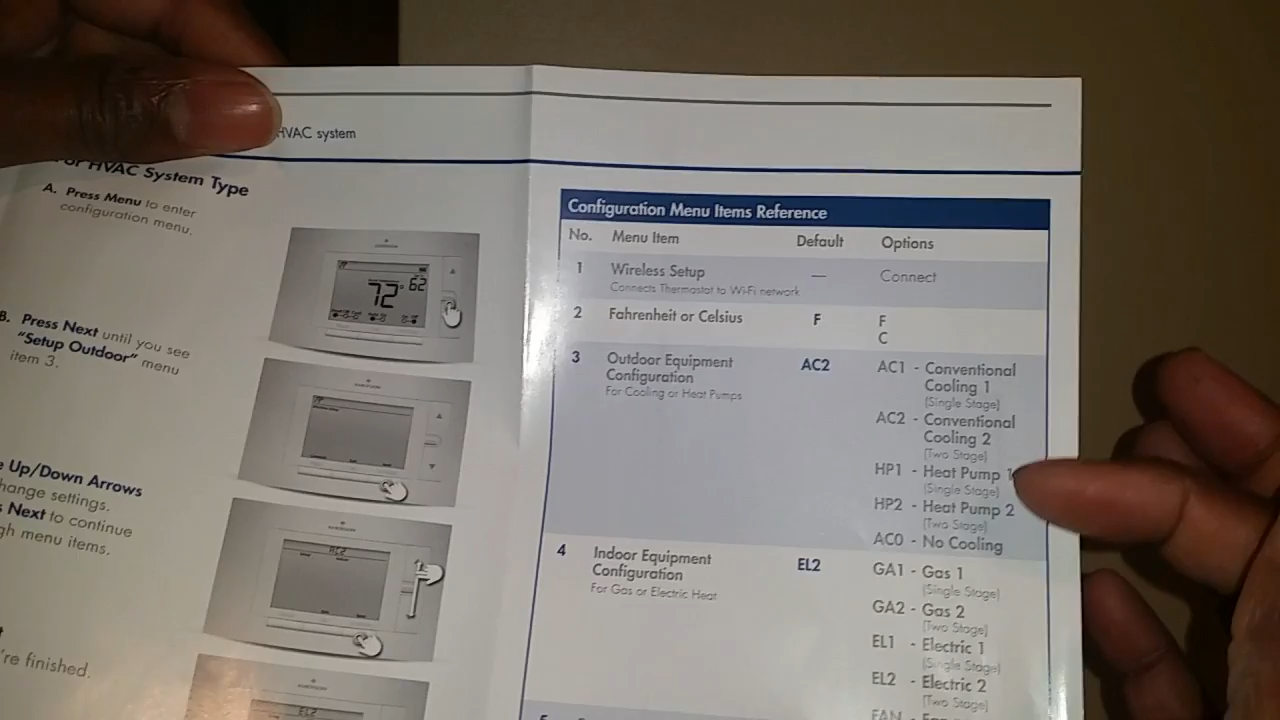 HVAC system
For HVAC System Type
A. Press Menu to enter
configuration menu.
B. Press Next until you see
"Setup Outdoor" menu
item 3.
Up/Down Arrows
settings.
Next to continue
menu items.
finished.
72° 62
AC2
EL2
Configuration Menu Items Reference
No. Menu Item Default Options
1 Wireless Setup — Connect
Connects Thermostat to Wi-Fi network
2 Fahrenheit or Celsius F F
C
3 Outdoor Equipment AC2 AC1 - Conventional
Configuration Cooling 1
For Cooling or Heat Pumps (Single Stage)
AC2 - Conventional
Cooling 2
(Two Stage)
HP1 - Heat Pump 1
(Single Stage)
HP2 - Heat Pump 2
(Two Stage)
AC0 - No Cooling
4 Indoor Equipment EL2 GA1 - Gas 1
Configuration (Single Stage)
For Gas or Electric Heat GA2 - Gas 2
(Two Stage)
EL1 - Electric 1
(Single Stage)
EL2 - Electric 2
(Two Stage)
FAN